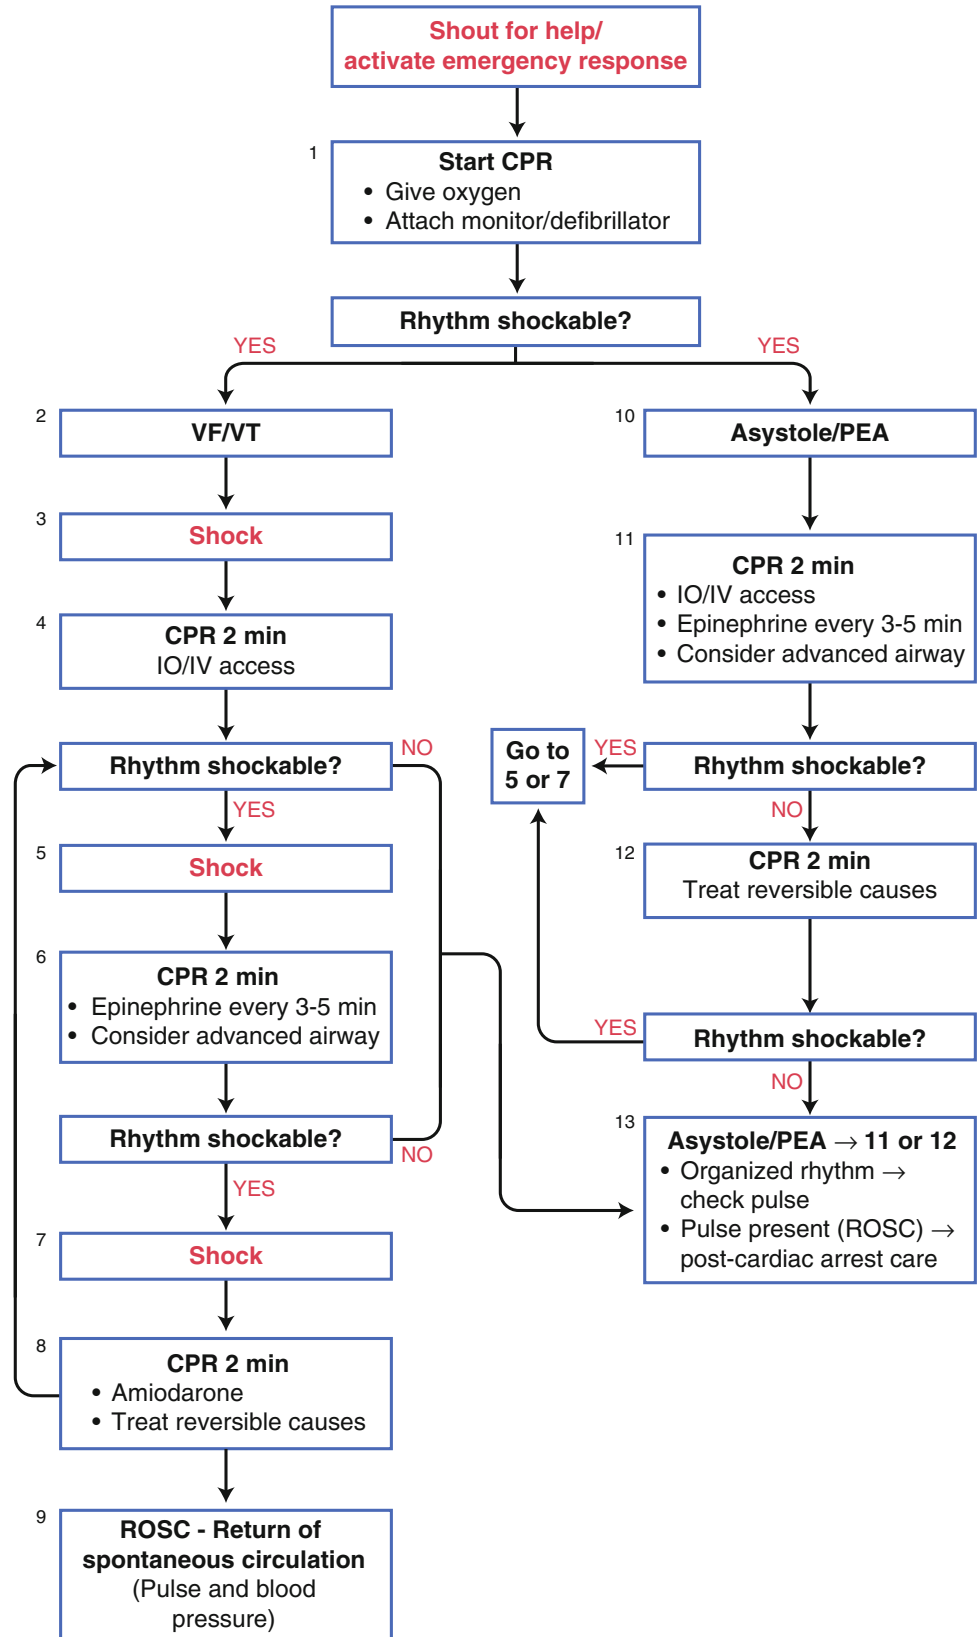 Shout for help/
activate emergency response
1
Start CPR
• Give oxygen
• Attach monitor/defibrillator
Rhythm shockable?
YES
YES
2
VF/VT
3
Shock
4
CPR 2 min
IO/IV access
Rhythm shockable?
NO
YES
5
Shock
6
CPR 2 min
• Epinephrine every 3-5 min
• Consider advanced airway
Rhythm shockable?
NO
YES
7
Shock
8
CPR 2 min
• Amiodarone
• Treat reversible causes
9
ROSC - Return of
spontaneous circulation
(Pulse and blood
pressure)
10
Asystole/PEA
11
CPR 2 min
• IO/IV access
• Epinephrine every 3-5 min
• Consider advanced airway
Go to
5 or 7
YES
Rhythm shockable?
NO
12
CPR 2 min
Treat reversible causes
YES
Rhythm shockable?
NO
13
Asystole/PEA → 11 or 12
• Organized rhythm →
check pulse
• Pulse present (ROSC) →
post-cardiac arrest care